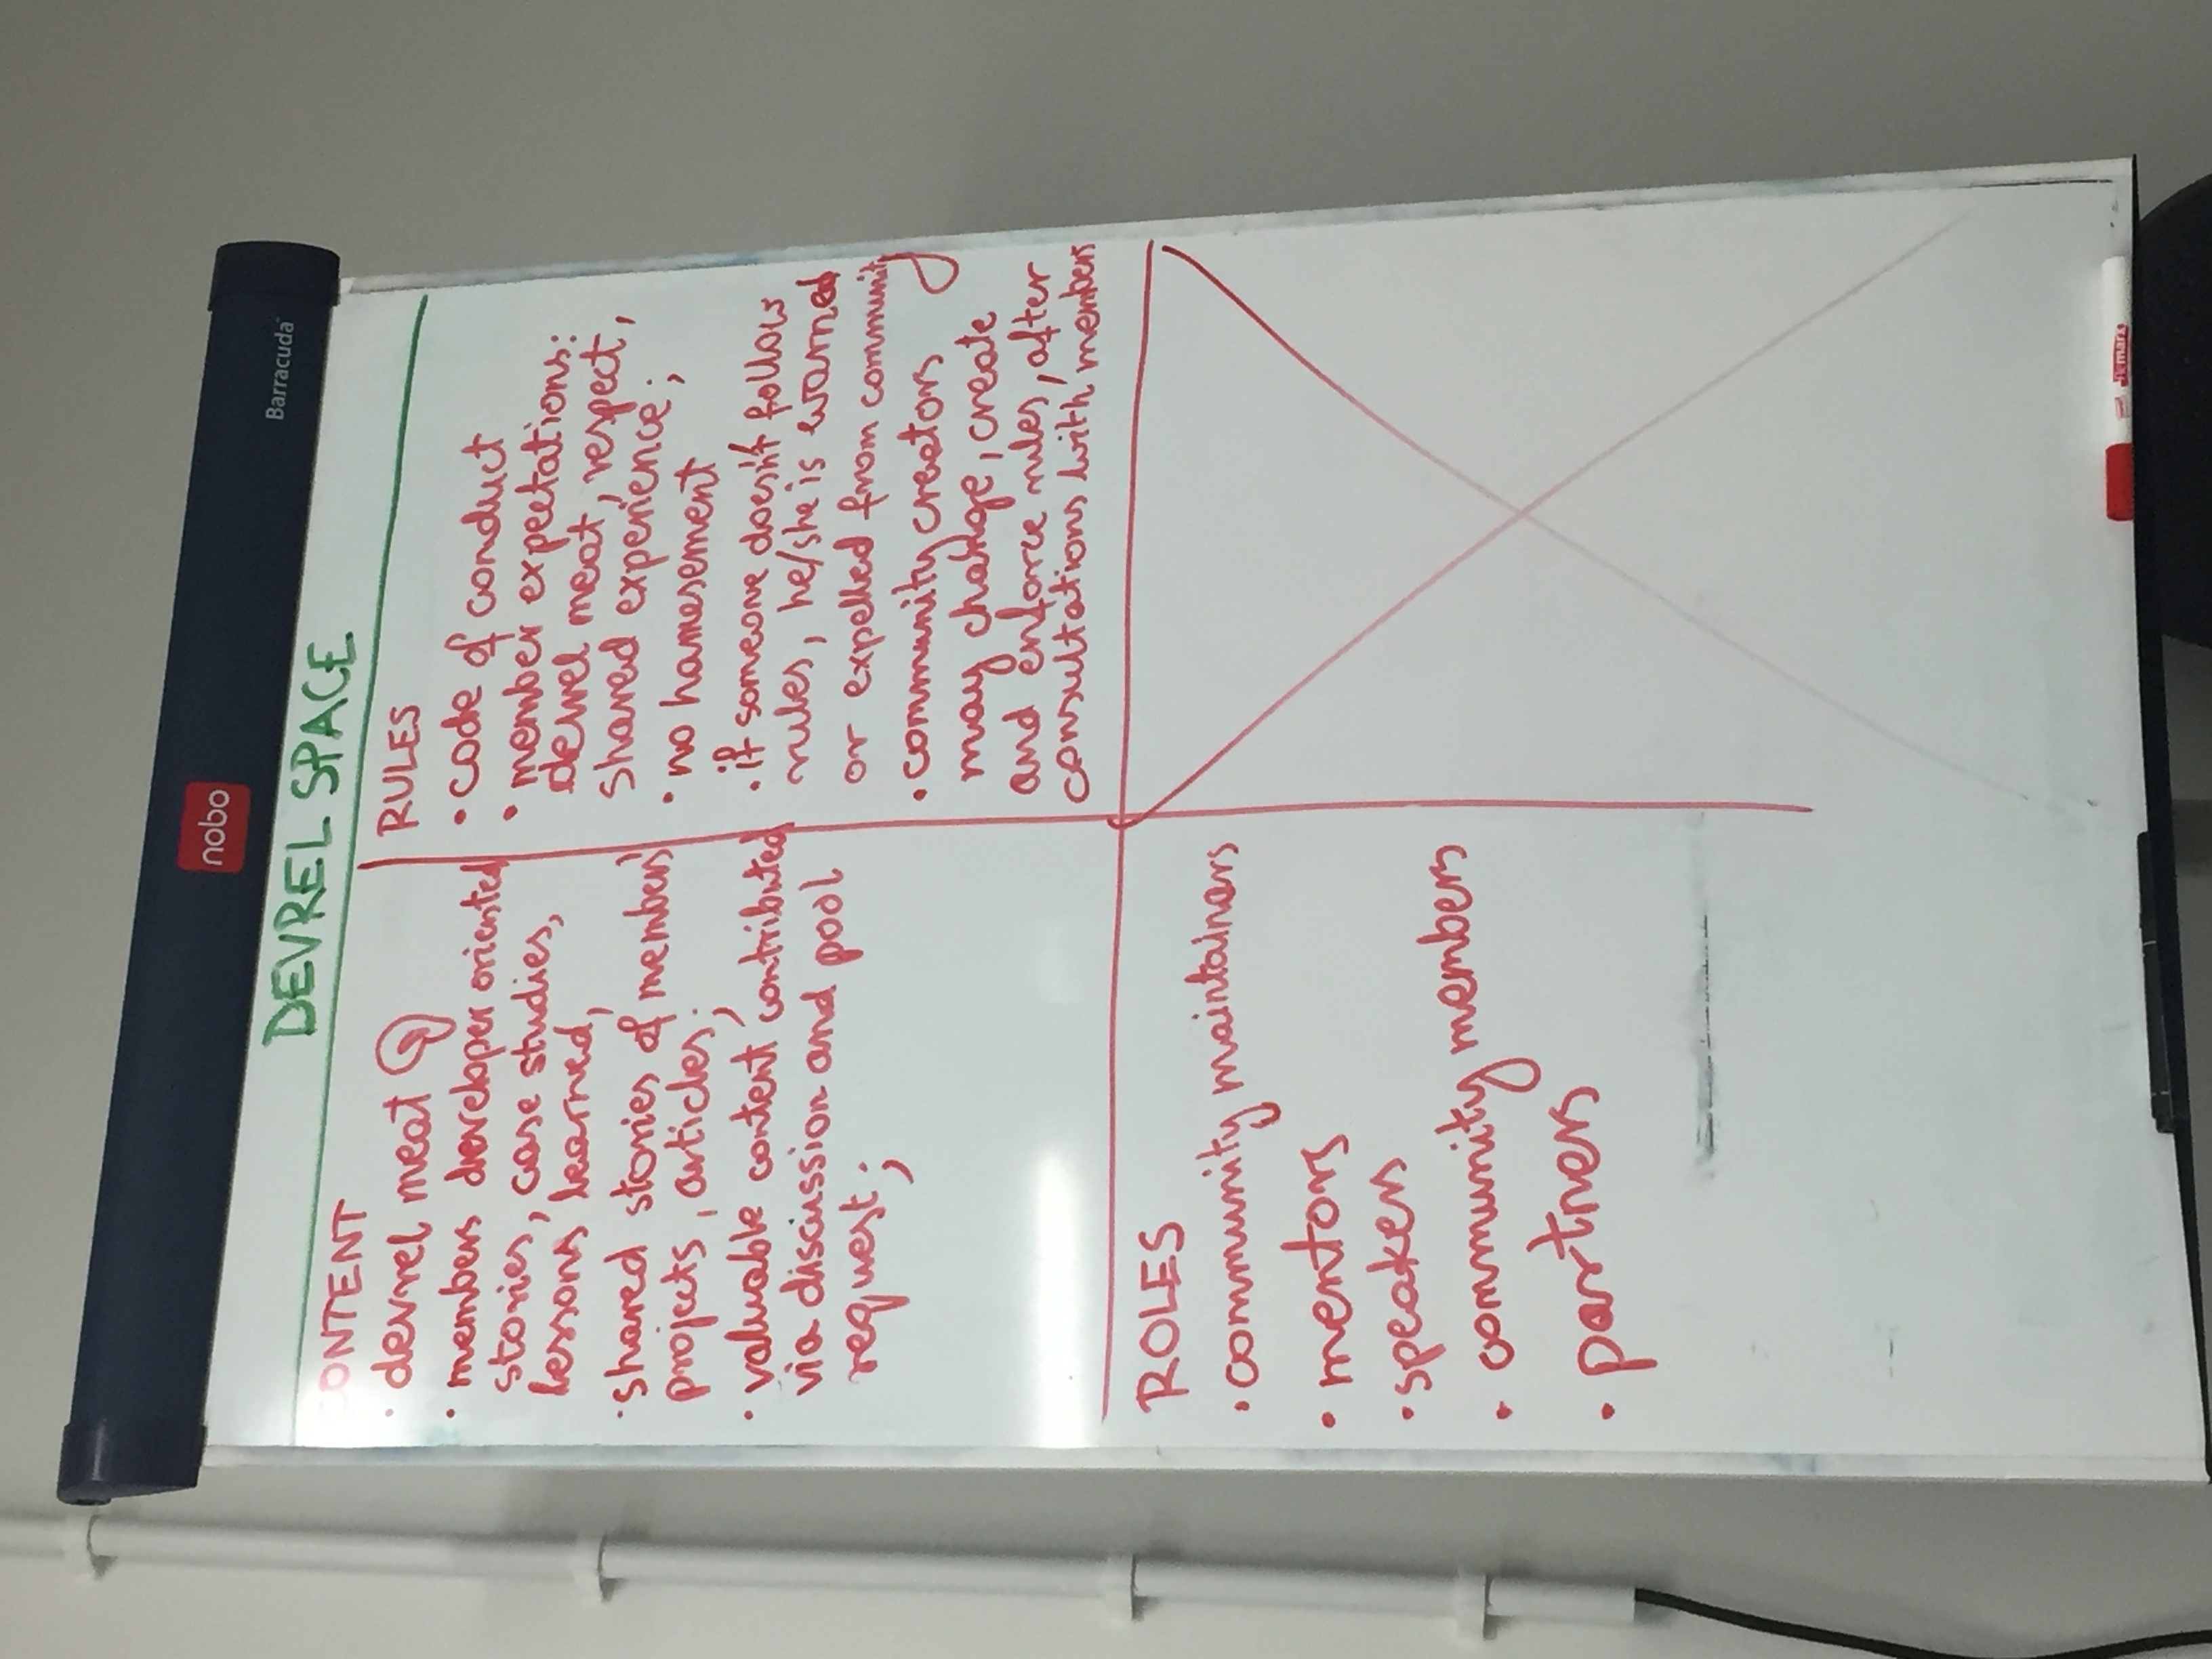 nobo
Barracuda
DEVREL SPACE
CONTENT
· devrel meat
· members developer oriented
stories, case studies,
lessons learned,
· shared stories of members'
projects, articles;
· valuable content contributed
via discussion and pool
request;
RULES
· code of conduct
· member expectations:
devrel meat, respect,
shared experience;
· no harassement
· if someone doesn't follow
rules, he/she is warned
or expelled from community
· community creators
may change, create
and enforce rules, after
consultations with members
ROLES
· community maintainers
· mentors
· speakers
· community members
· partners